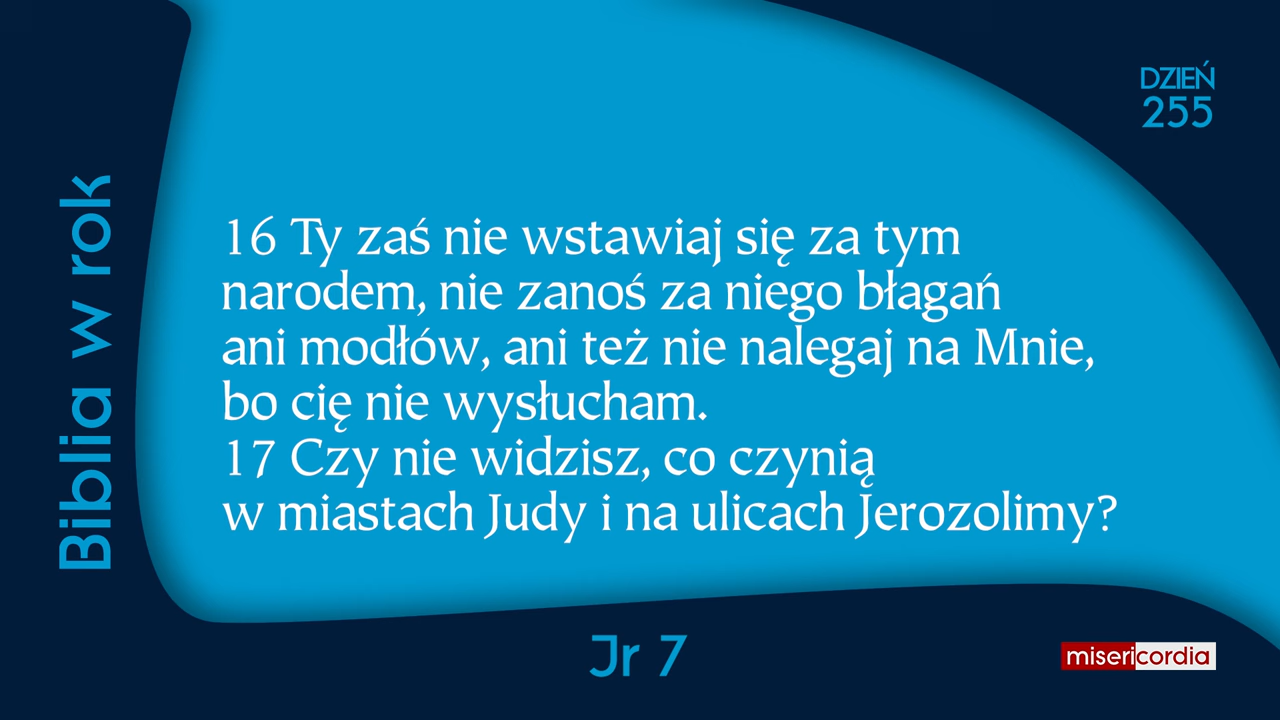 DZIEŃ
255
Biblia w rok
16 Ty zaś nie wstawiaj się za tym
narodem, nie zanoś za niego błagań
ani modłów, ani też nie nalegaj na Mnie,
bo cię nie wysłucham.
17 Czy nie widzisz, co czynią
w miastach Judy i na ulicach Jerozolimy?
Jr 7
misericordia